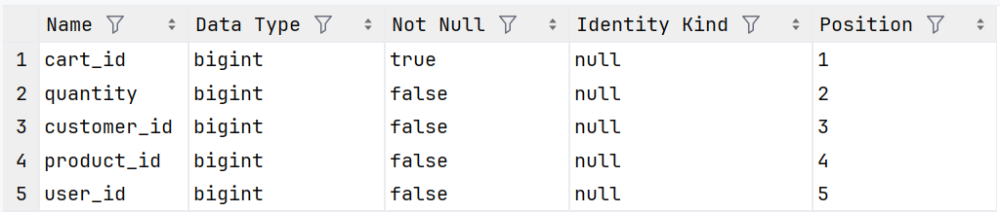 Name Data Type Not Null Identity Kind Position
1 cart_id bigint true null 1
2 quantity bigint false null 2
3 customer_id bigint false null 3
4 product_id bigint false null 4
5 user_id bigint false null 5